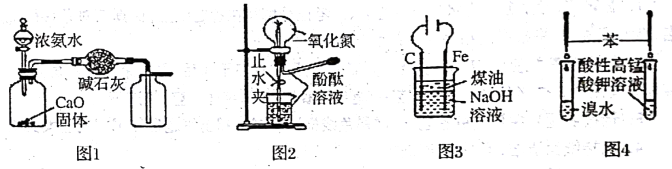 浓氨水
碱石灰
CaO
固体
图1
氧化氮
止
水
夹
酚酞
溶液
图2
C
Fe
煤油
NaOH
溶液
图3
苯
酸性高锰
酸钾溶液
溴水
图4